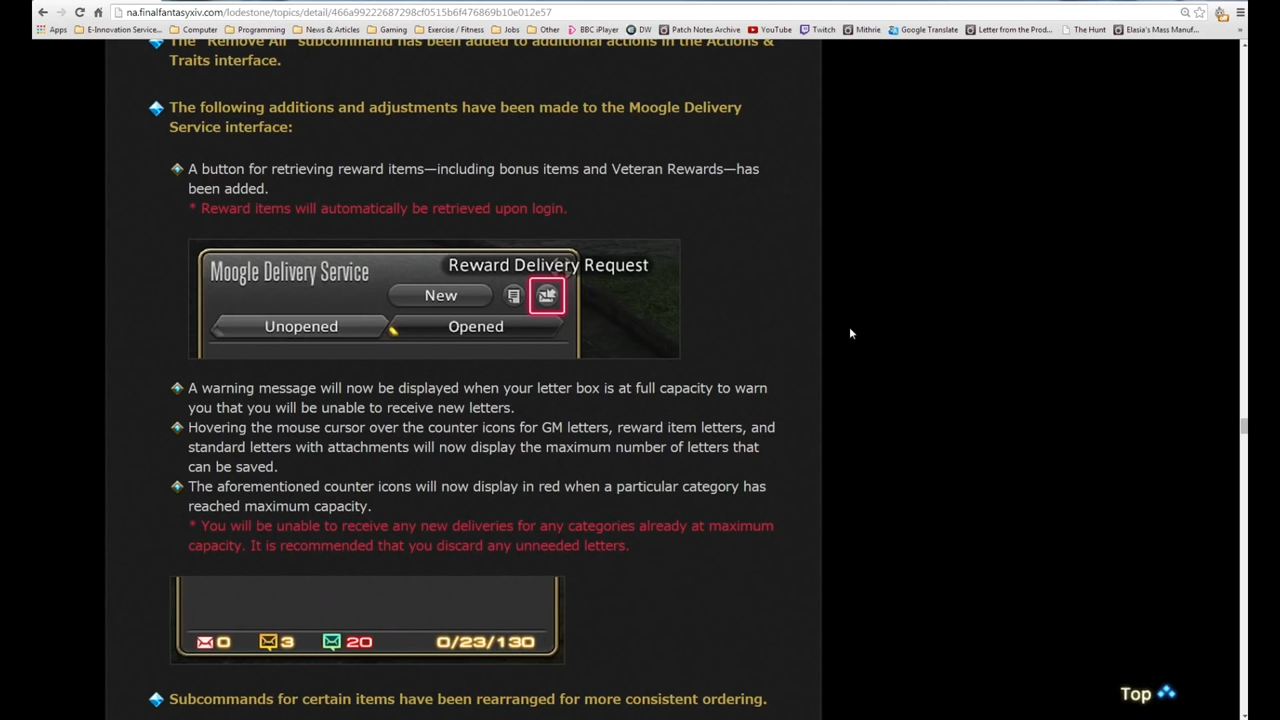 na.finalfantasyxiv.com/lodestone/topics/detail/466a99222687298cf0515b6f476869b10e012e57
Apps E-Innovation Service... Computer Programming News & Articles Gaming Exercise / Fitness Jobs Other BBC iPlayer DW Patch Notes Archive YouTube Twitch Mithrie Google Translate Letter from the Prod... The Hunt Elasia's Mass Manuf... »
The "Remove All" subcommand has been added to additional actions in the Actions &
Traits interface.
The following additions and adjustments have been made to the Moogle Delivery
Service interface:
A button for retrieving reward items—including bonus items and Veteran Rewards—has
been added.
* Reward items will automatically be retrieved upon login.
Moogle Delivery Service
Reward Delivery Request
New
Unopened Opened
A warning message will now be displayed when your letter box is at full capacity to warn
you that you will be unable to receive new letters.
Hovering the mouse cursor over the counter icons for GM letters, reward item letters, and
standard letters with attachments will now display the maximum number of letters that
can be saved.
The aforementioned counter icons will now display in red when a particular category has
reached maximum capacity.
* You will be unable to receive any new deliveries for any categories already at maximum
capacity. It is recommended that you discard any unneeded letters.
0 3 20 0/23/130
Subcommands for certain items have been rearranged for more consistent ordering.
Top